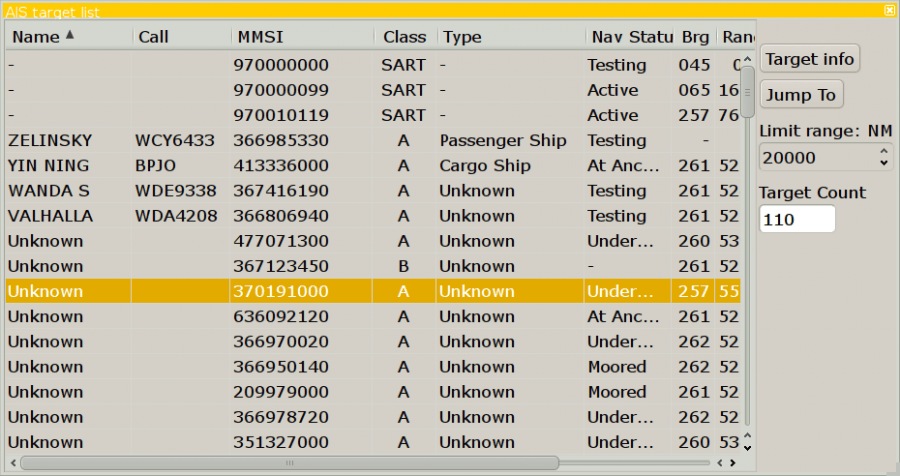 AIS target list
Name Call MMSI Class Type Nav Statu Brg Ran
- 970000000 SART - Testing 045 0
- 970000099 SART - Active 065 16
- 970010119 SART - Active 257 76
ZELINSKY WCY6433 366985330 A Passenger Ship Testing -
YIN NING BPJO 413336000 A Cargo Ship At Anc... 261 52
WANDA S WDE9338 367416190 A Unknown Testing 261 52
VALHALLA WDA4208 366806940 A Unknown Testing 261 52
Unknown 477071300 A Unknown Under... 260 53
Unknown 367123450 B Unknown - 261 52
Unknown 370191000 A Unknown Under... 257 55
Unknown 636092120 A Unknown At Anc... 261 52
Unknown 366970020 A Unknown Under... 262 52
Unknown 366950140 A Unknown Moored 262 52
Unknown 209979000 A Unknown Moored 261 52
Unknown 366978720 A Unknown Under... 261 52
Unknown 351327000 A Unknown Under... 260 53
Target info
Jump To
Limit range: NM
20000
Target Count
110